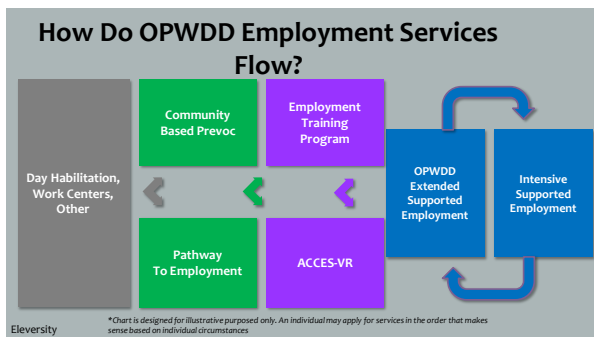 How Do OPWDD Employment Services
Flow?
Day Habilitation,
Work Centers,
Other
Community
Based Prevoc
Employment
Training
Program
Pathway
To Employment
ACCES-VR
OPWDD
Extended
Supported
Employment
Intensive
Supported
Employment
Eleversity
*Chart is designed for illustrative purposed only. An individual may apply for services in the order that makes
sense based on individual circumstances